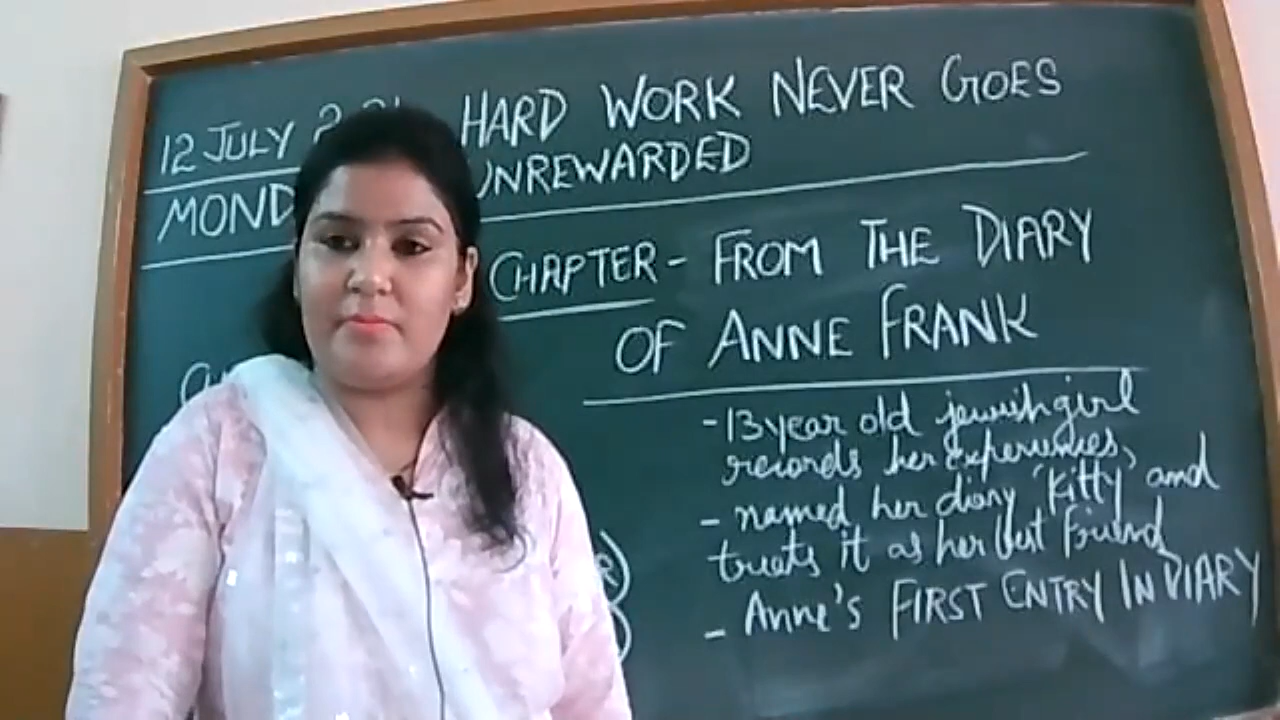 12 JULY HARD WORK NEVER GOES
UNREWARDED
MOND
CHAPTER - FROM THE DIARY
OF ANNE FRANK
- 13 year old jewish girl
records her experiences,
- named her diary 'Kitty' and
treats it as her best friend
- Anne's FIRST ENTRY IN DIARY